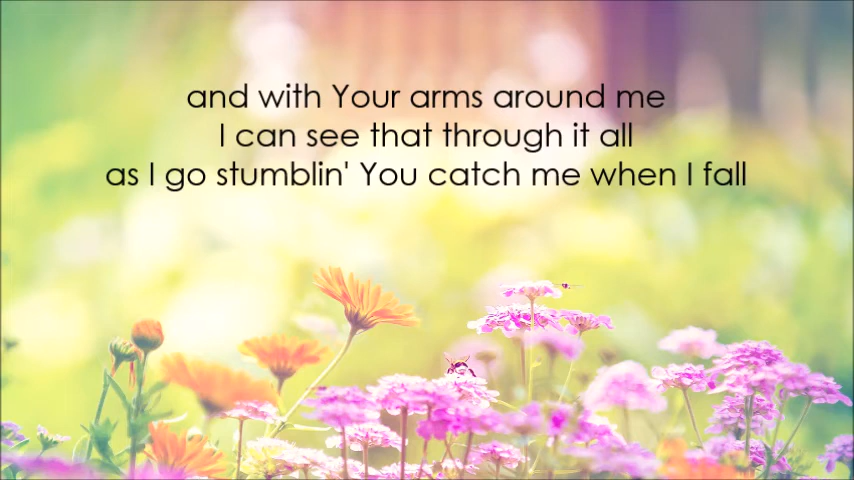 and with Your arms around me
I can see that through it all
as I go stumblin' You catch me when I fall